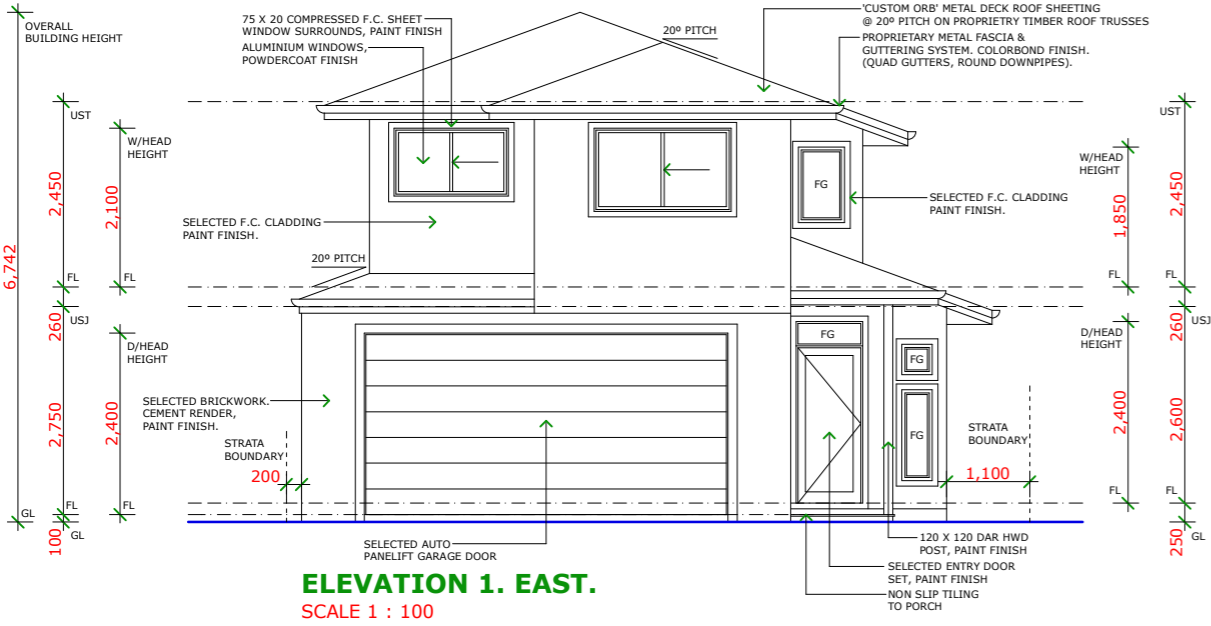 OVERALL
BUILDING HEIGHT
75 X 20 COMPRESSED F.C. SHEET
WINDOW SURROUNDS, PAINT FINISH
ALUMINIUM WINDOWS,
POWDERCOAT FINISH
20º PITCH
'CUSTOM ORB' METAL DECK ROOF SHEETING
@ 20º PITCH ON PROPRIETRY TIMBER ROOF TRUSSES
PROPRIETARY METAL FASCIA &
GUTTERING SYSTEM. COLORBOND FINISH.
(QUAD GUTTERS, ROUND DOWNPIPES).
UST
W/HEAD
HEIGHT
2,450
2,100
6,742
SELECTED F.C. CLADDING
PAINT FINISH.
FG
SELECTED F.C. CLADDING
PAINT FINISH.
UST
W/HEAD
HEIGHT
1,850
2,450
20º PITCH
FL
FL
FL
FL
260
USJ
D/HEAD
HEIGHT
2,750
2,400
SELECTED BRICKWORK.
CEMENT RENDER,
PAINT FINISH.
STRATA
BOUNDARY
200
FG
FG
FG
STRATA
BOUNDARY
1,100
260
USJ
D/HEAD
HEIGHT
2,400
2,600
FL
FL
FL
FL
GL
GL
100
GL
250
SELECTED AUTO
PANELIFT GARAGE DOOR
120 X 120 DAR HWD
POST, PAINT FINISH
SELECTED ENTRY DOOR
SET, PAINT FINISH
NON SLIP TILING
TO PORCH
ELEVATION 1. EAST.
SCALE 1 : 100